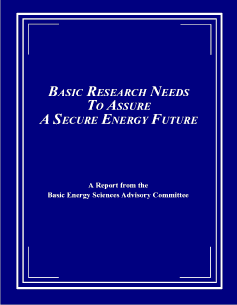 BASIC RESEARCH NEEDS
TO ASSURE
A SECURE ENERGY FUTURE
A Report from the
Basic Energy Sciences Advisory Committee